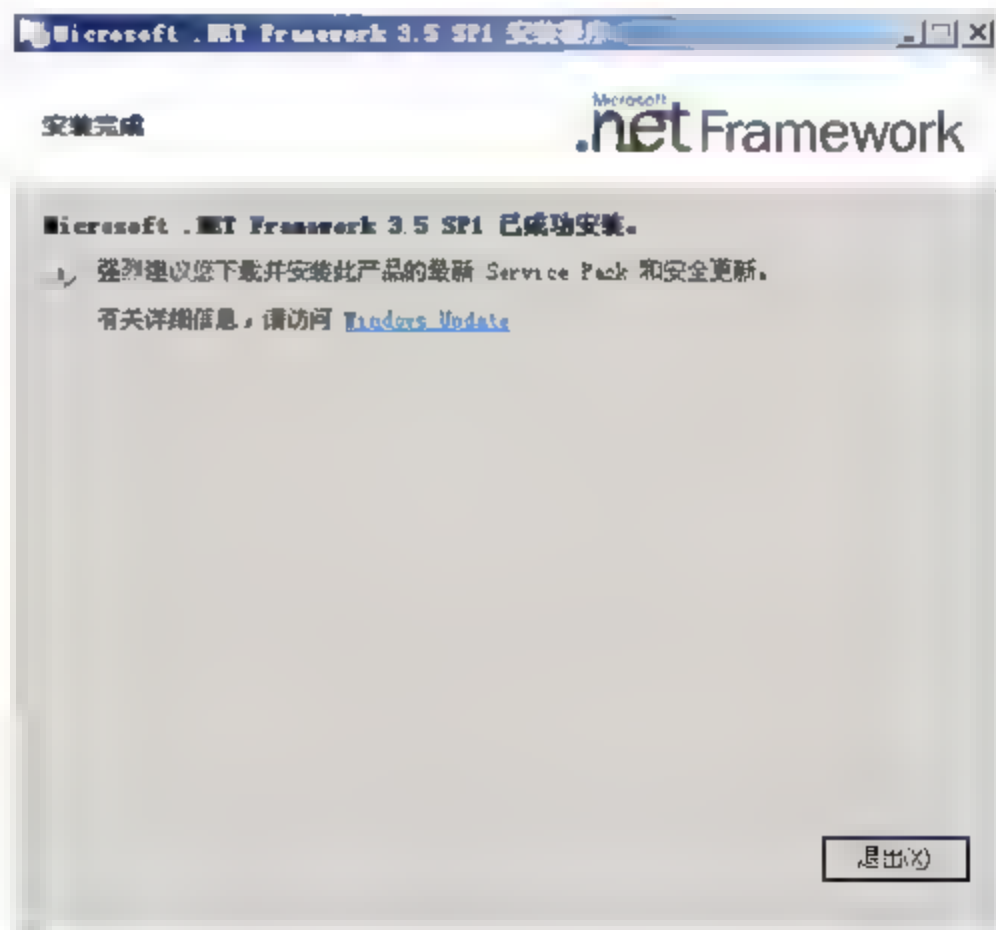 Microsoft .NET Framework 3.5 SP1 安装程序
安装完成
Microsoft
.net Framework
Microsoft .NET Framework 3.5 SP1 已成功安装。
强烈建议您下载并安装此产品的最新 Service Pack 和安全更新。
有关详细信息，请访问 Windows Update
退出(X)